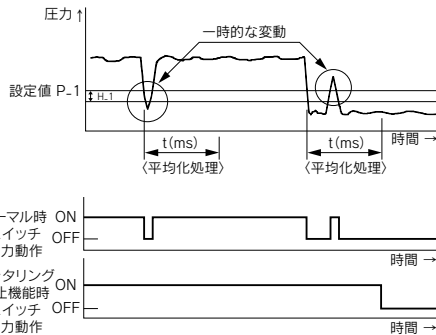 圧力 ↑
一時的な変動
設定値 P-1
H-1
t(ms)
t(ms)
時間 →
〈平均化処理〉
〈平均化処理〉
ーマル時 ON
スイッチ OFF
力動作
時間 →
タリング ON
止機能時
スイッチ OFF
力動作
時間 →